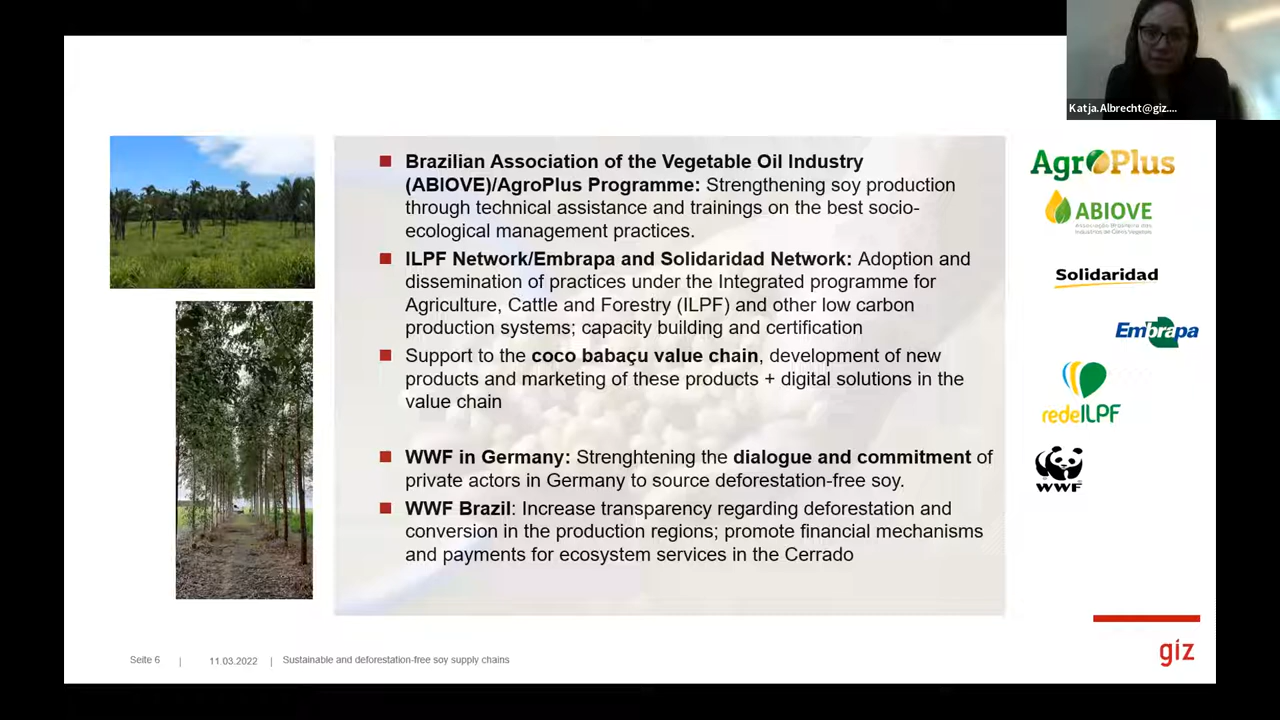 Katja.Albrecht@giz....
Brazilian Association of the Vegetable Oil Industry
(ABIOVE)/AgroPlus Programme: Strengthening soy production
through technical assistance and trainings on the best socio-
ecological management practices.
ILPF Network/Embrapa and Solidaridad Network: Adoption and
dissemination of practices under the Integrated programme for
Agriculture, Cattle and Forestry (ILPF) and other low carbon
production systems; capacity building and certification
Support to the coco babaçu value chain, development of new
products and marketing of these products + digital solutions in the
value chain
WWF in Germany: Strenghtening the dialogue and commitment of
private actors in Germany to source deforestation-free soy.
WWF Brazil: Increase transparency regarding deforestation and
conversion in the production regions; promote financial mechanisms
and payments for ecosystem services in the Cerrado
AgroPlus
ABIOVE
Solidaridad
Embrapa
redeILPF
WWF
Seite 6 | 11.03.2022 | Sustainable and deforestation-free soy supply chains
giz